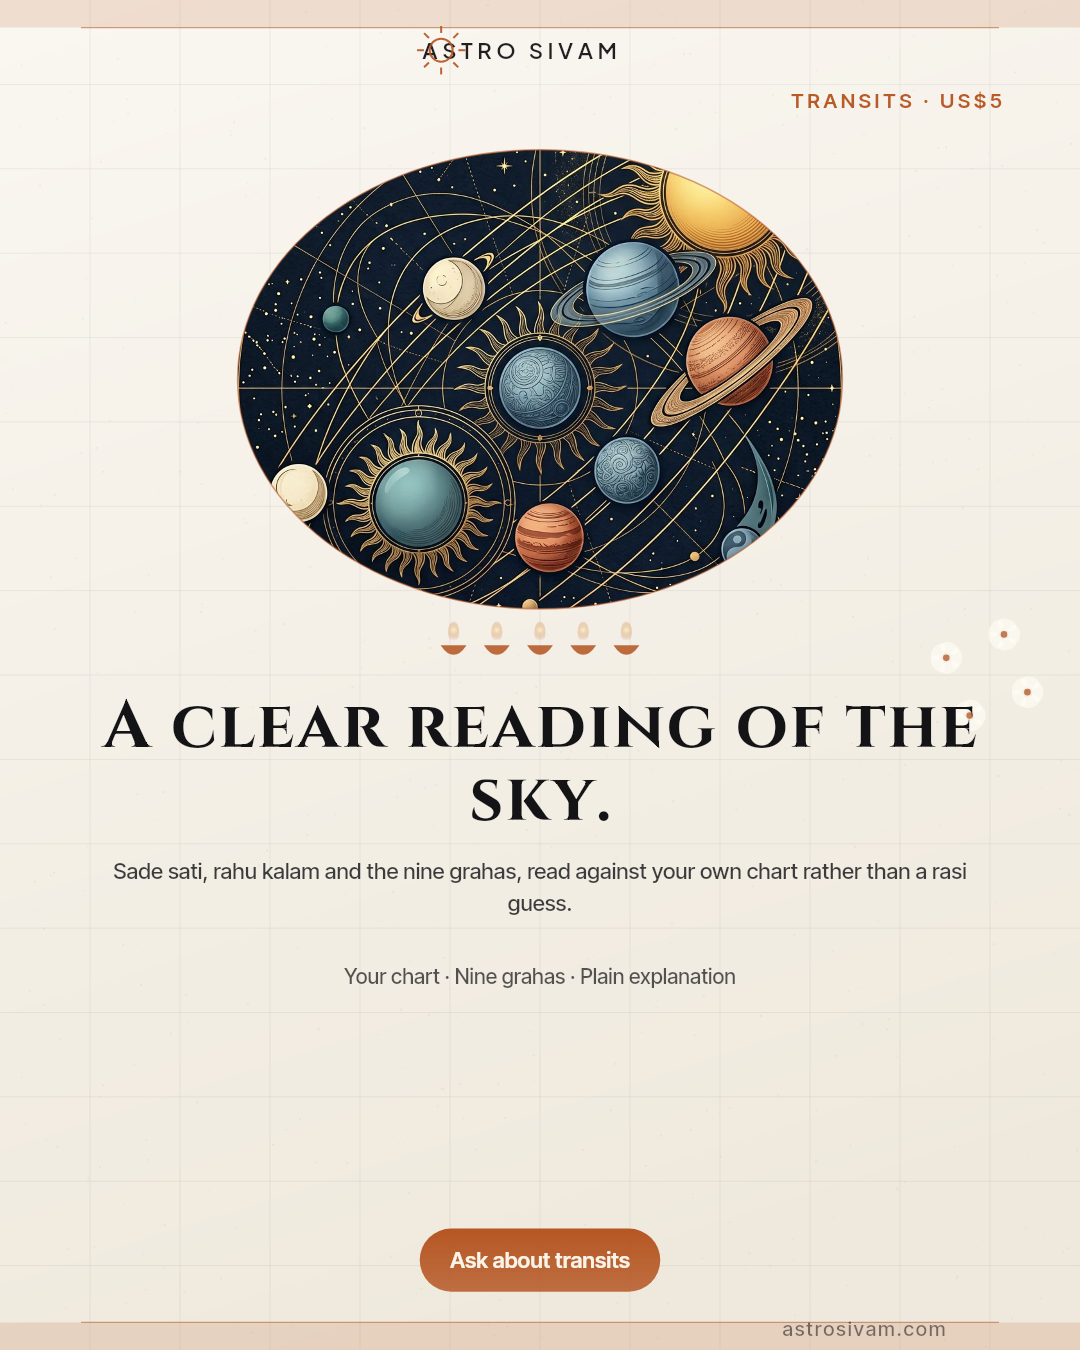 ASTRO SIVAM
TRANSITS · US$5
A CLEAR READING OF THE
SKY.
Sade sati, rahu kalam and the nine grahas, read against your own chart rather than a rasi
guess.
Your chart · Nine grahas · Plain explanation
Ask about transits
astrosivam.com